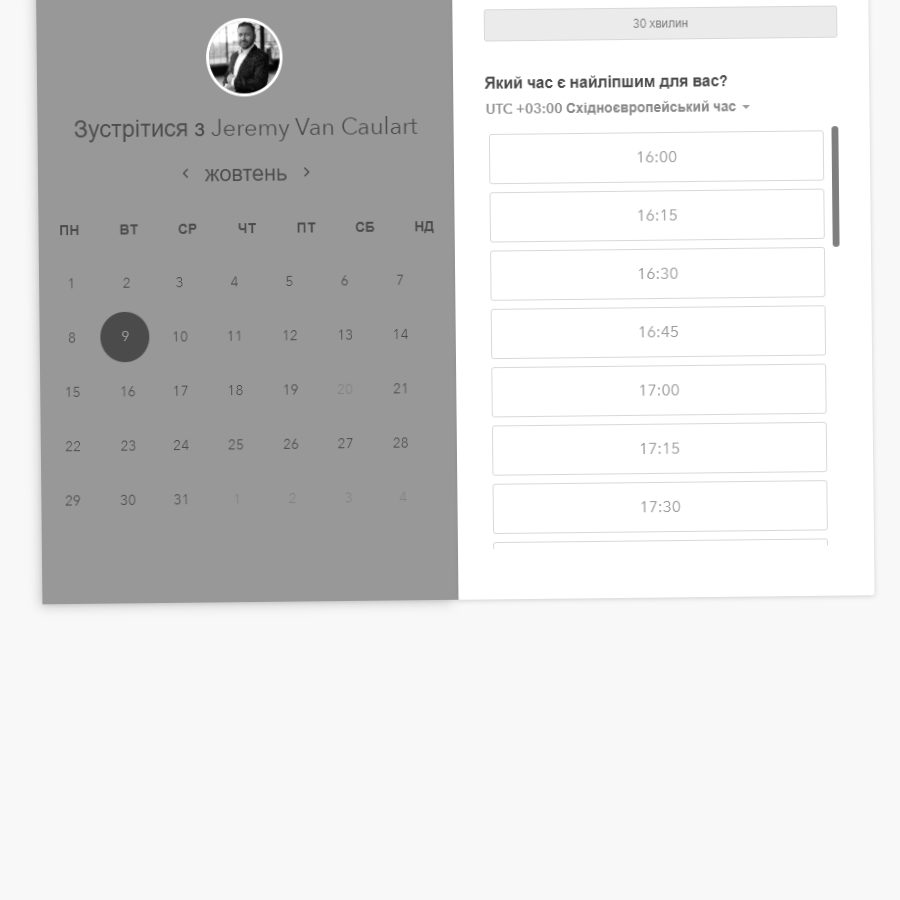 Зустрітися з Jeremy Van Caulart
‹ жовтень ›
ПН ВТ СР ЧТ ПТ СБ НД
1 2 3 4 5 6 7
8 9 10 11 12 13 14
15 16 17 18 19 20 21
22 23 24 25 26 27 28
29 30 31 1 2 3 4
30 хвилин
Який час є найліпшим для вас?
UTC +03:00 Східноєвропейський час
16:00
16:15
16:30
16:45
17:00
17:15
17:30